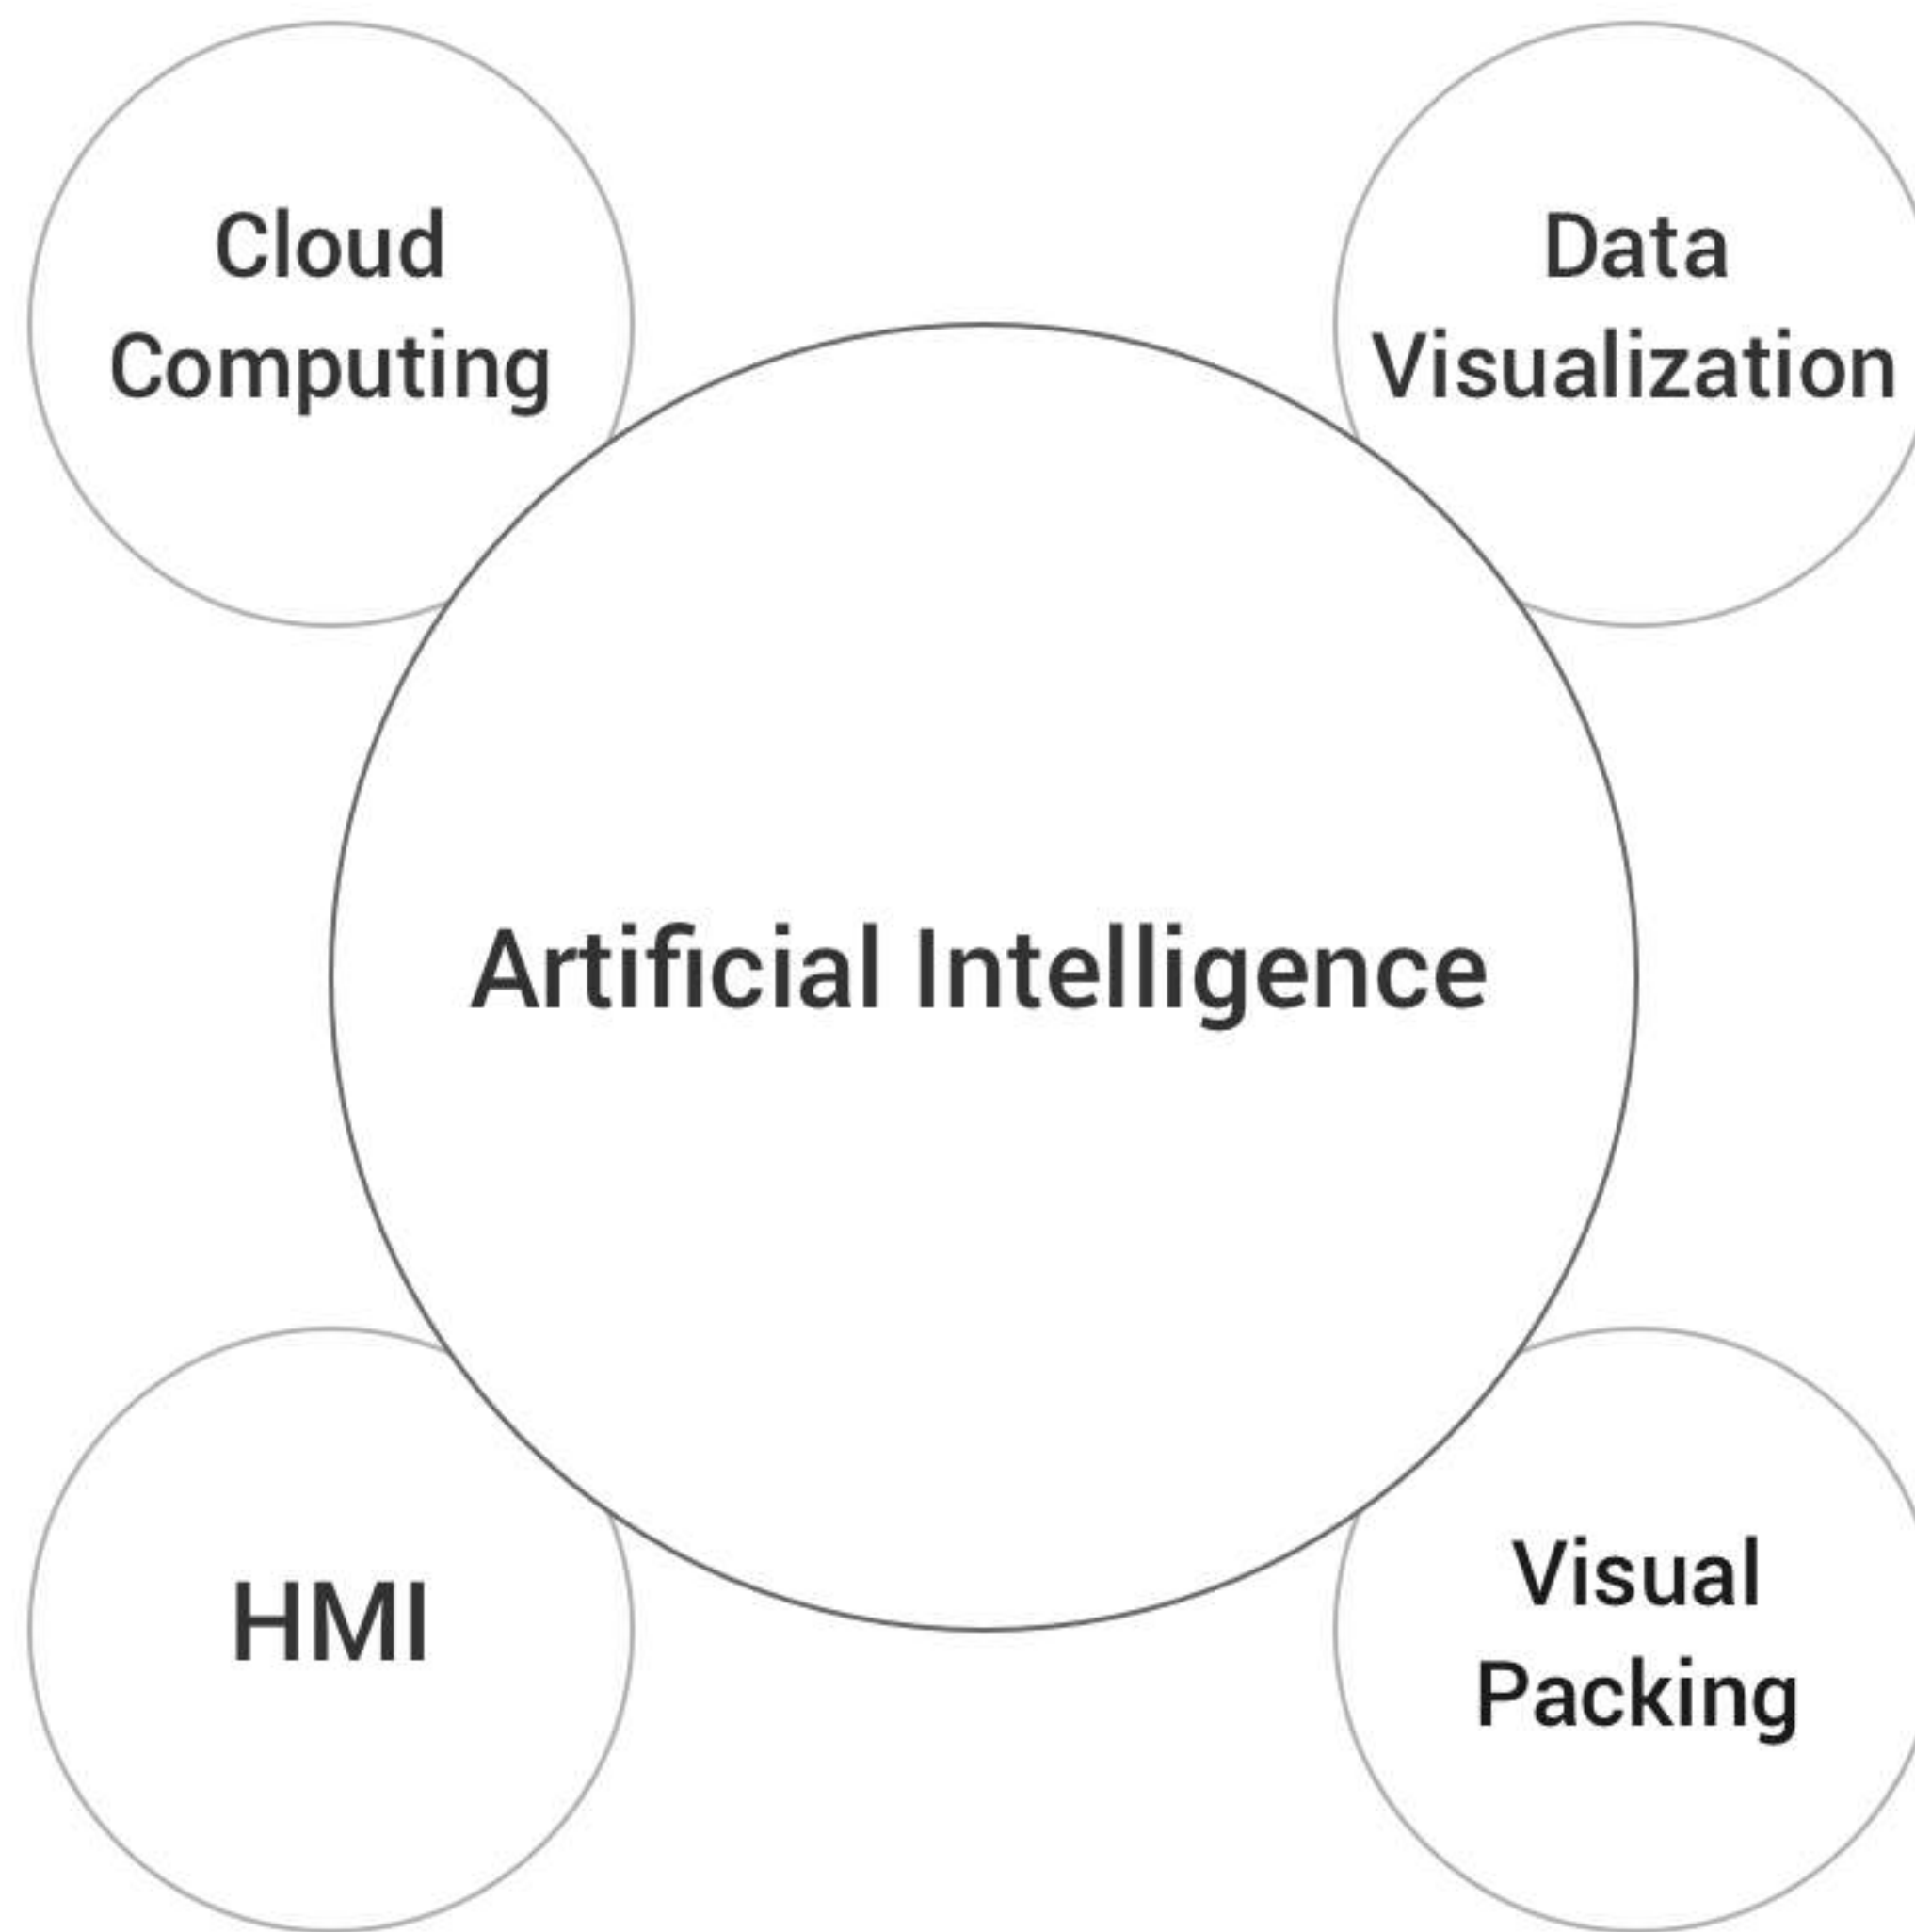 Cloud
Computing
Data
Visualization
Artificial Intelligence
HMI
Visual
Packing